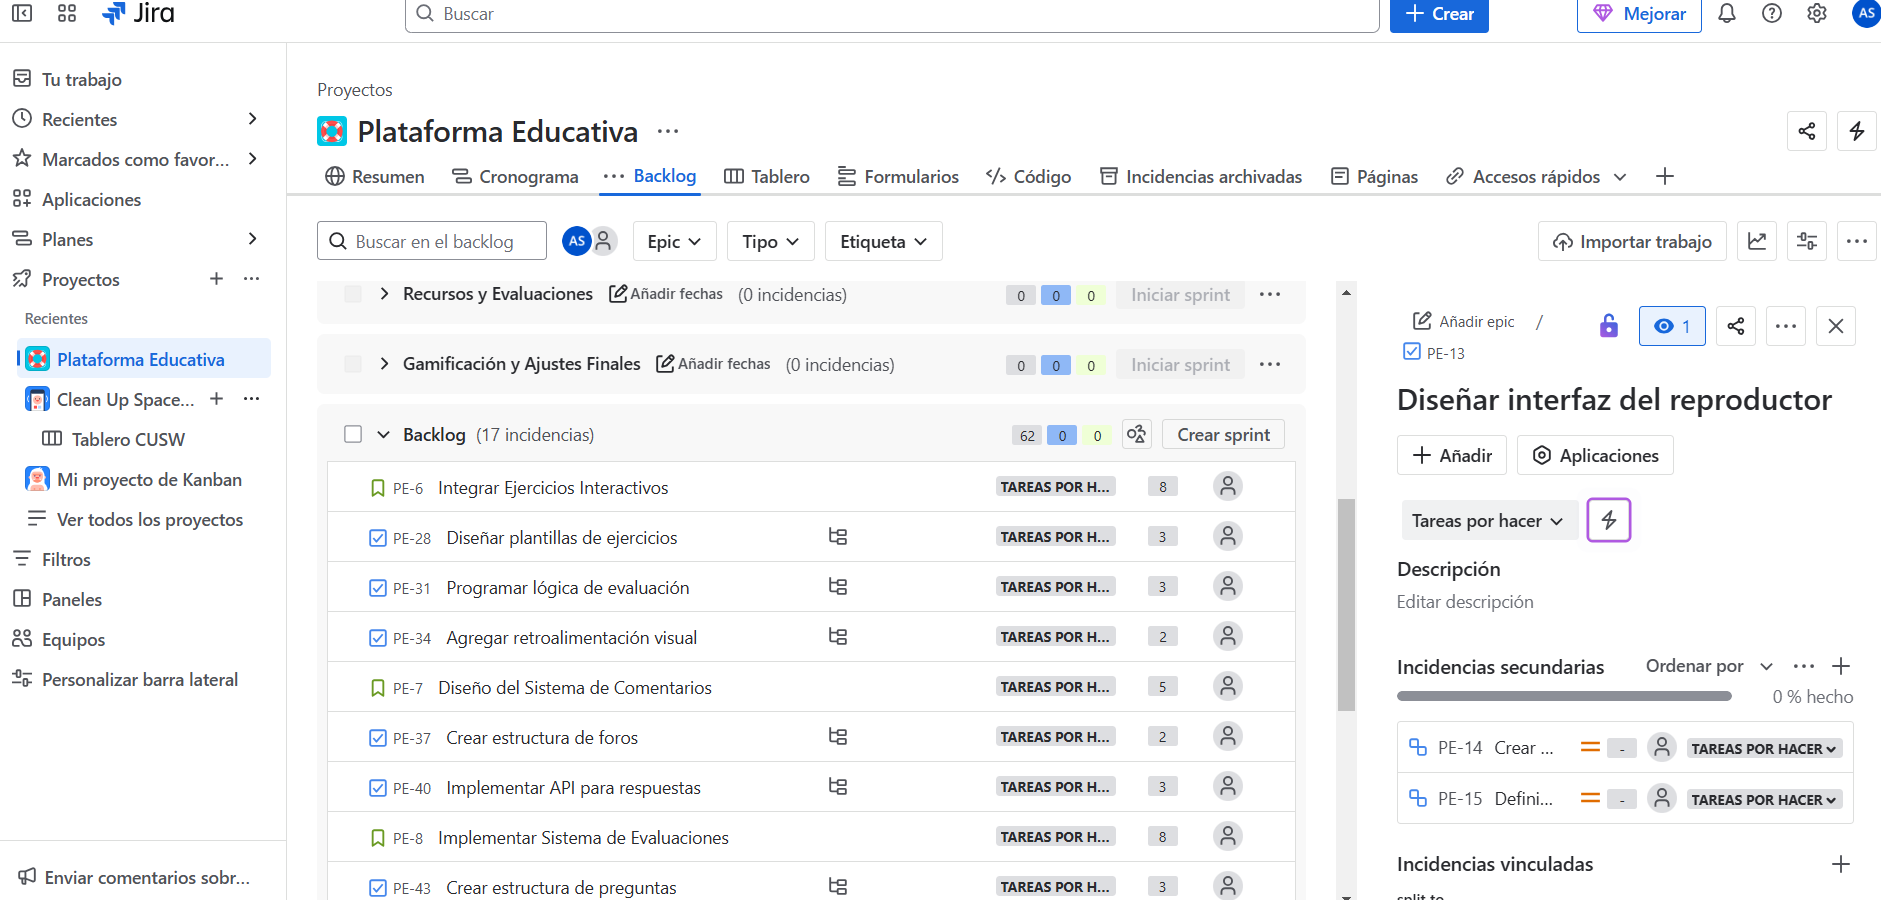 Jira
Buscar
Crear
Mejorar
AS
Tu trabajo
Recientes
Marcados como favor...
Aplicaciones
Planes
Proyectos
Recientes
Plataforma Educativa
Clean Up Space...
Tablero CUSW
Mi proyecto de Kanban
Ver todos los proyectos
Filtros
Paneles
Equipos
Personalizar barra lateral
Enviar comentarios sobr...
Proyectos
Plataforma Educativa
Resumen
Cronograma
Backlog
Tablero
Formularios
Código
Incidencias archivadas
Páginas
Accesos rápidos
Buscar en el backlog
AS
Epic
Tipo
Etiqueta
Importar trabajo
Recursos y Evaluaciones Añadir fechas (0 incidencias) 0 0 0 Iniciar sprint
Gamificación y Ajustes Finales Añadir fechas (0 incidencias) 0 0 0 Iniciar sprint
Backlog (17 incidencias) 62 0 0 Crear sprint
PE-6 Integrar Ejercicios Interactivos TAREAS POR H... 8
PE-28 Diseñar plantillas de ejercicios TAREAS POR H... 3
PE-31 Programar lógica de evaluación TAREAS POR H... 3
PE-34 Agregar retroalimentación visual TAREAS POR H... 2
PE-7 Diseño del Sistema de Comentarios TAREAS POR H... 5
PE-37 Crear estructura de foros TAREAS POR H... 2
PE-40 Implementar API para respuestas TAREAS POR H... 3
PE-8 Implementar Sistema de Evaluaciones TAREAS POR H... 8
PE-43 Crear estructura de preguntas TAREAS POR H... 3
Añadir epic /
PE-13
1
Diseñar interfaz del reproductor
Añadir
Aplicaciones
Tareas por hacer
Descripción
Editar descripción
Incidencias secundarias Ordenar por
0 % hecho
PE-14 Crear ... - TAREAS POR HACER
PE-15 Defini... - TAREAS POR HACER
Incidencias vinculadas
split to